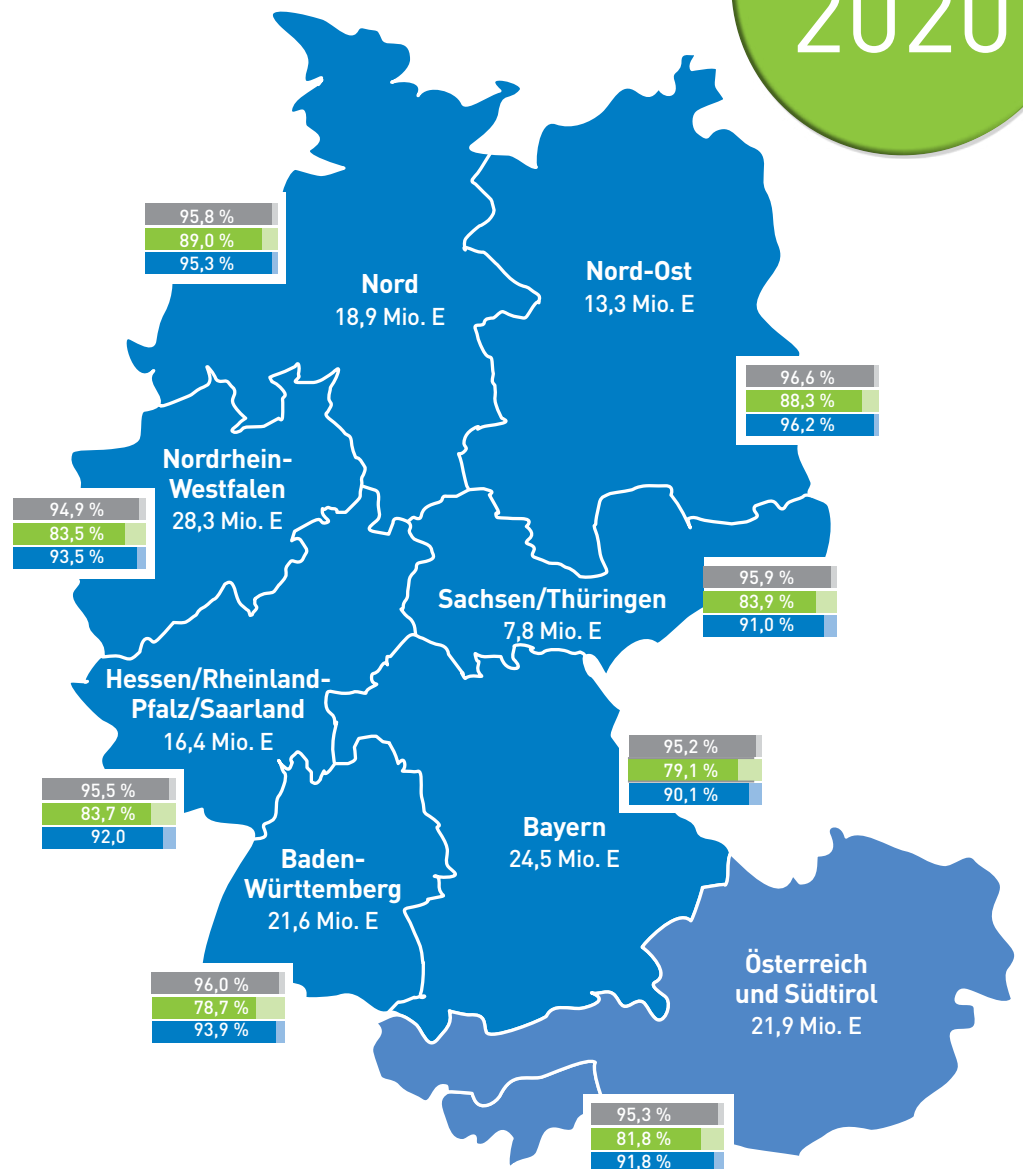 2020
95,8 %
89,0 %
95,3 %
Nord
18,9 Mio. E
Nord-Ost
13,3 Mio. E
96,6 %
88,3 %
96,2 %
Nordrhein-
Westfalen
28,3 Mio. E
94,9 %
83,5 %
93,5 %
Sachsen/Thüringen
7,8 Mio. E
95,9 %
83,9 %
91,0 %
Hessen/Rheinland-
Pfalz/Saarland
16,4 Mio. E
95,5 %
83,7 %
92,0
95,2 %
79,1 %
90,1 %
Bayern
24,5 Mio. E
Baden-
Württemberg
21,6 Mio. E
96,0 %
78,7 %
93,9 %
Österreich
und Südtirol
21,9 Mio. E
95,3 %
81,8 %
91,8 %